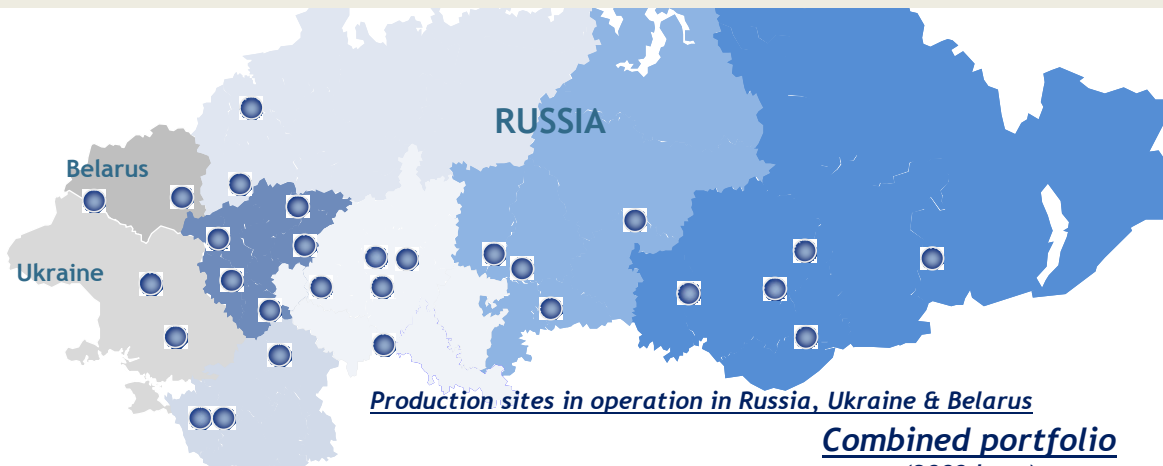 RUSSIA
Belarus
Ukraine
Production sites in operation in Russia, Ukraine & Belarus
Combined portfolio